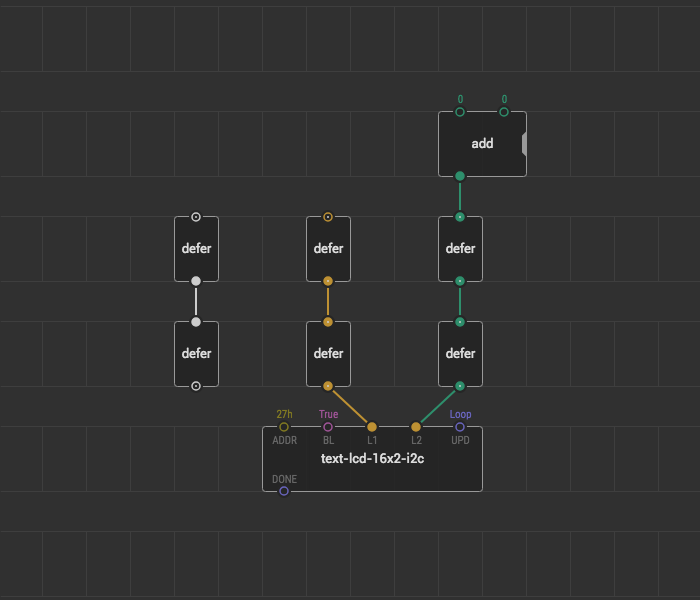 0 0
add
defer defer defer
defer defer defer
27h True Loop
ADDR BL L1 L2 UPD
text-lcd-16x2-i2c
DONE